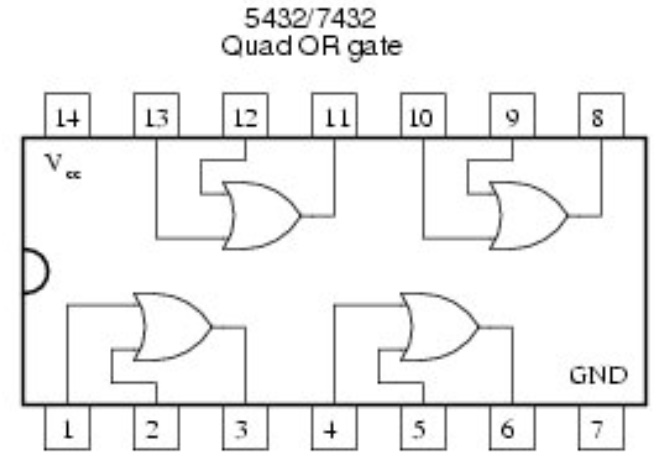 5432/7432
Quad OR gate
14 13 12 11 10 9 8
Vcc
GND
1 2 3 4 5 6 7